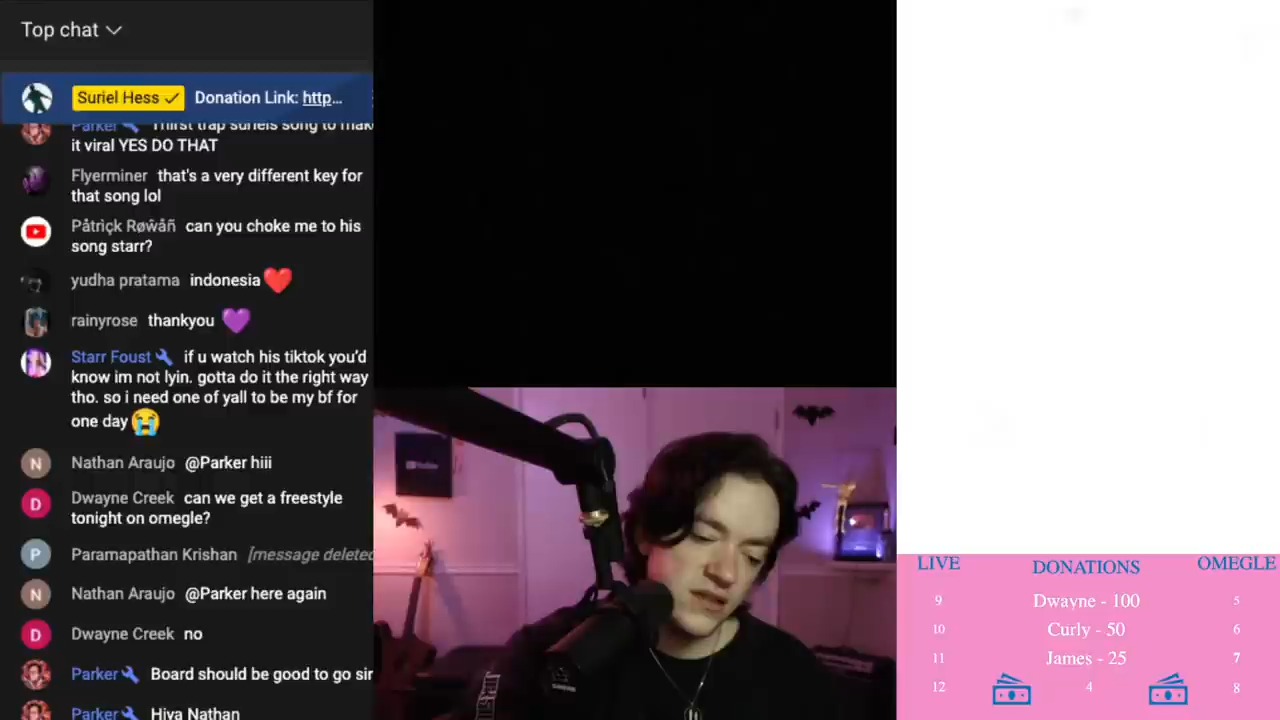 Top chat
Suriel Hess Donation Link: http...
Parker Thirst trap suriels song to make
it viral YES DO THAT
Flyerminer that's a very different key for
that song lol
Påtrìçk Røŵåñ can you choke me to his
song starr?
yudha pratama indonesia❤️
rainyrose thankyou 💜
Starr Foust if u watch his tiktok you'd
know im not lyin. gotta do it the right way
tho. so i need one of yall to be my bf for
one day😭
N Nathan Araujo @Parker hiii
D Dwayne Creek can we get a freestyle
tonight on omegle?
P Paramapathan Krishan [message deleted
N Nathan Araujo @Parker here again
D Dwayne Creek no
Parker Board should be good to go sir
Parker Hiya Nathan
LIVE DONATIONS OMEGLE
9 Dwayne - 100 5
10 Curly - 50 6
11 James - 25 7
12 4 8